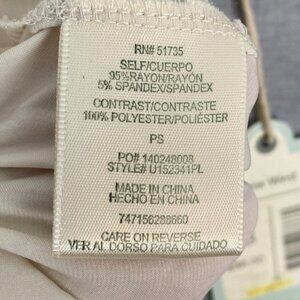 RN# 51735
SELF/CUERPO
95%RAYON/RAYON
5% SPANDEX/SPANDEX
CONTRAST/CONTRASTE
100% POLYESTER/POLIÉSTER
PS
PO# 140248008
STYLE# U152341PL
MADE IN CHINA
HECHO EN CHINA
747156288660
CARE ON REVERSE
VER AL DORSO PARA CUIDADO